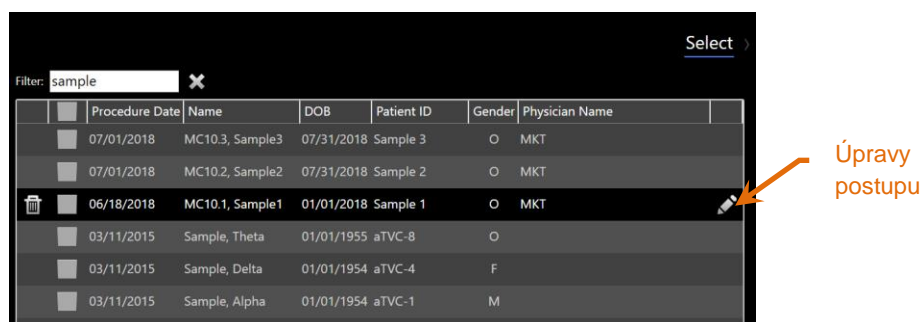 Select
Filter: sample
Procedure Date Name DOB Patient ID Gender Physician Name
07/01/2018 MC10.3, Sample3 07/31/2018 Sample 3 O MKT
07/01/2018 MC10.2, Sample2 07/31/2018 Sample 2 O MKT
06/18/2018 MC10.1, Sample1 01/01/2018 Sample 1 O MKT
03/11/2015 Sample, Theta 01/01/1955 aTVC-8 O
03/11/2015 Sample, Delta 01/01/1954 aTVC-4 F
03/11/2015 Sample, Alpha 01/01/1954 aTVC-1 M
Úpravy
postupu